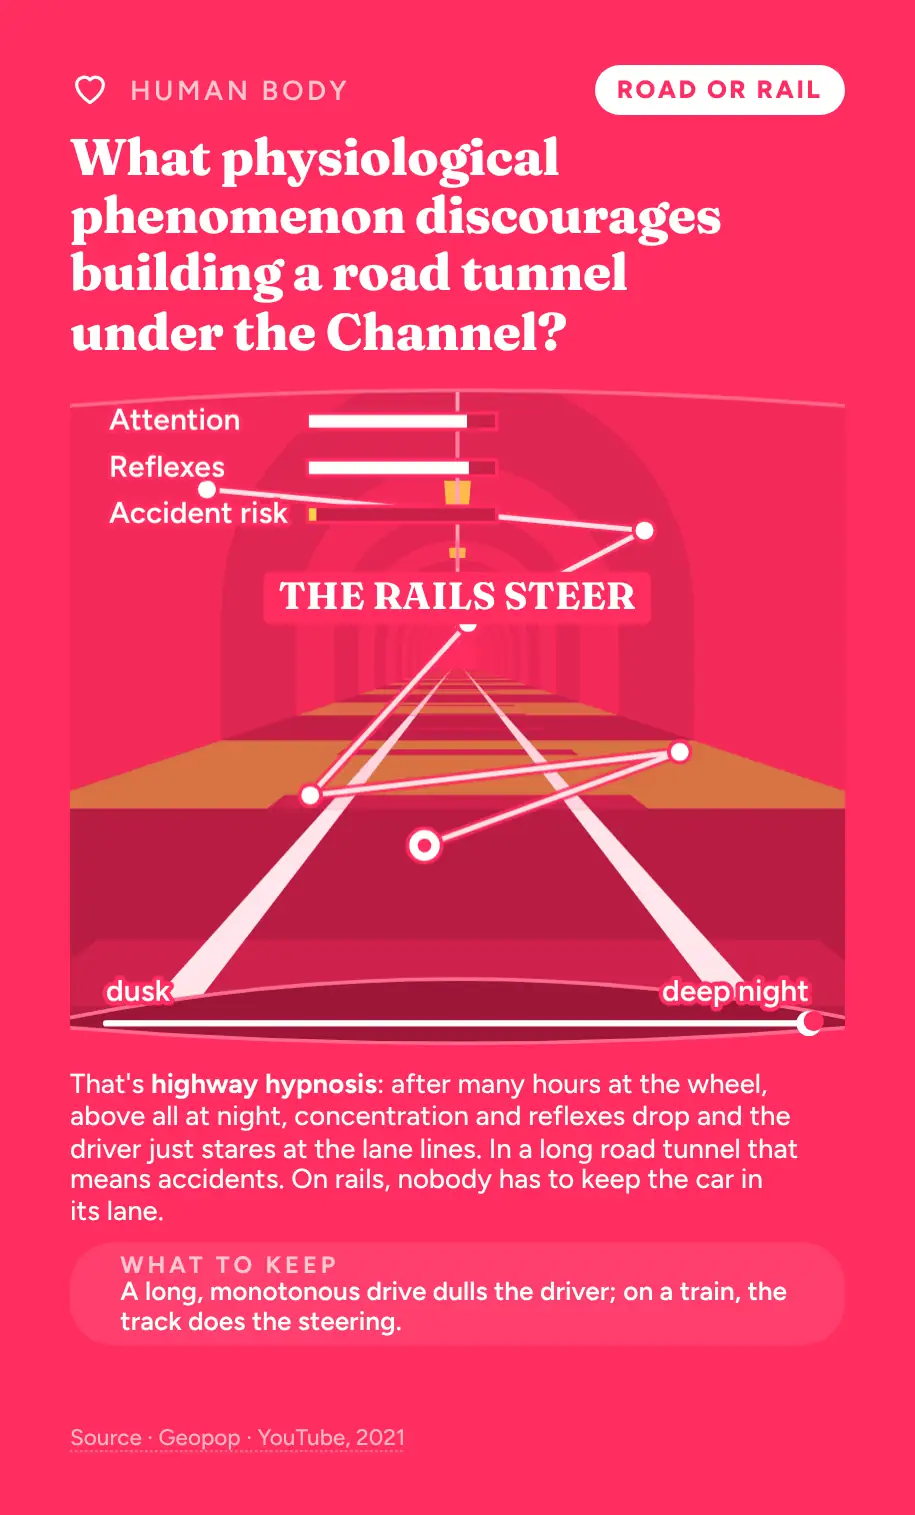 HUMAN BODY
ROAD OR RAIL
What physiological
phenomenon discourages
building a road tunnel
under the Channel?
Attention
Reflexes
Accident risk
THE RAILS STEER
dusk
deep night
That's highway hypnosis: after many hours at the wheel,
above all at night, concentration and reflexes drop and the
driver just stares at the lane lines. In a long road tunnel that
means accidents. On rails, nobody has to keep the car in
its lane.
WHAT TO KEEP
A long, monotonous drive dulls the driver; on a train, the
track does the steering.
Source · Geopop · YouTube, 2021